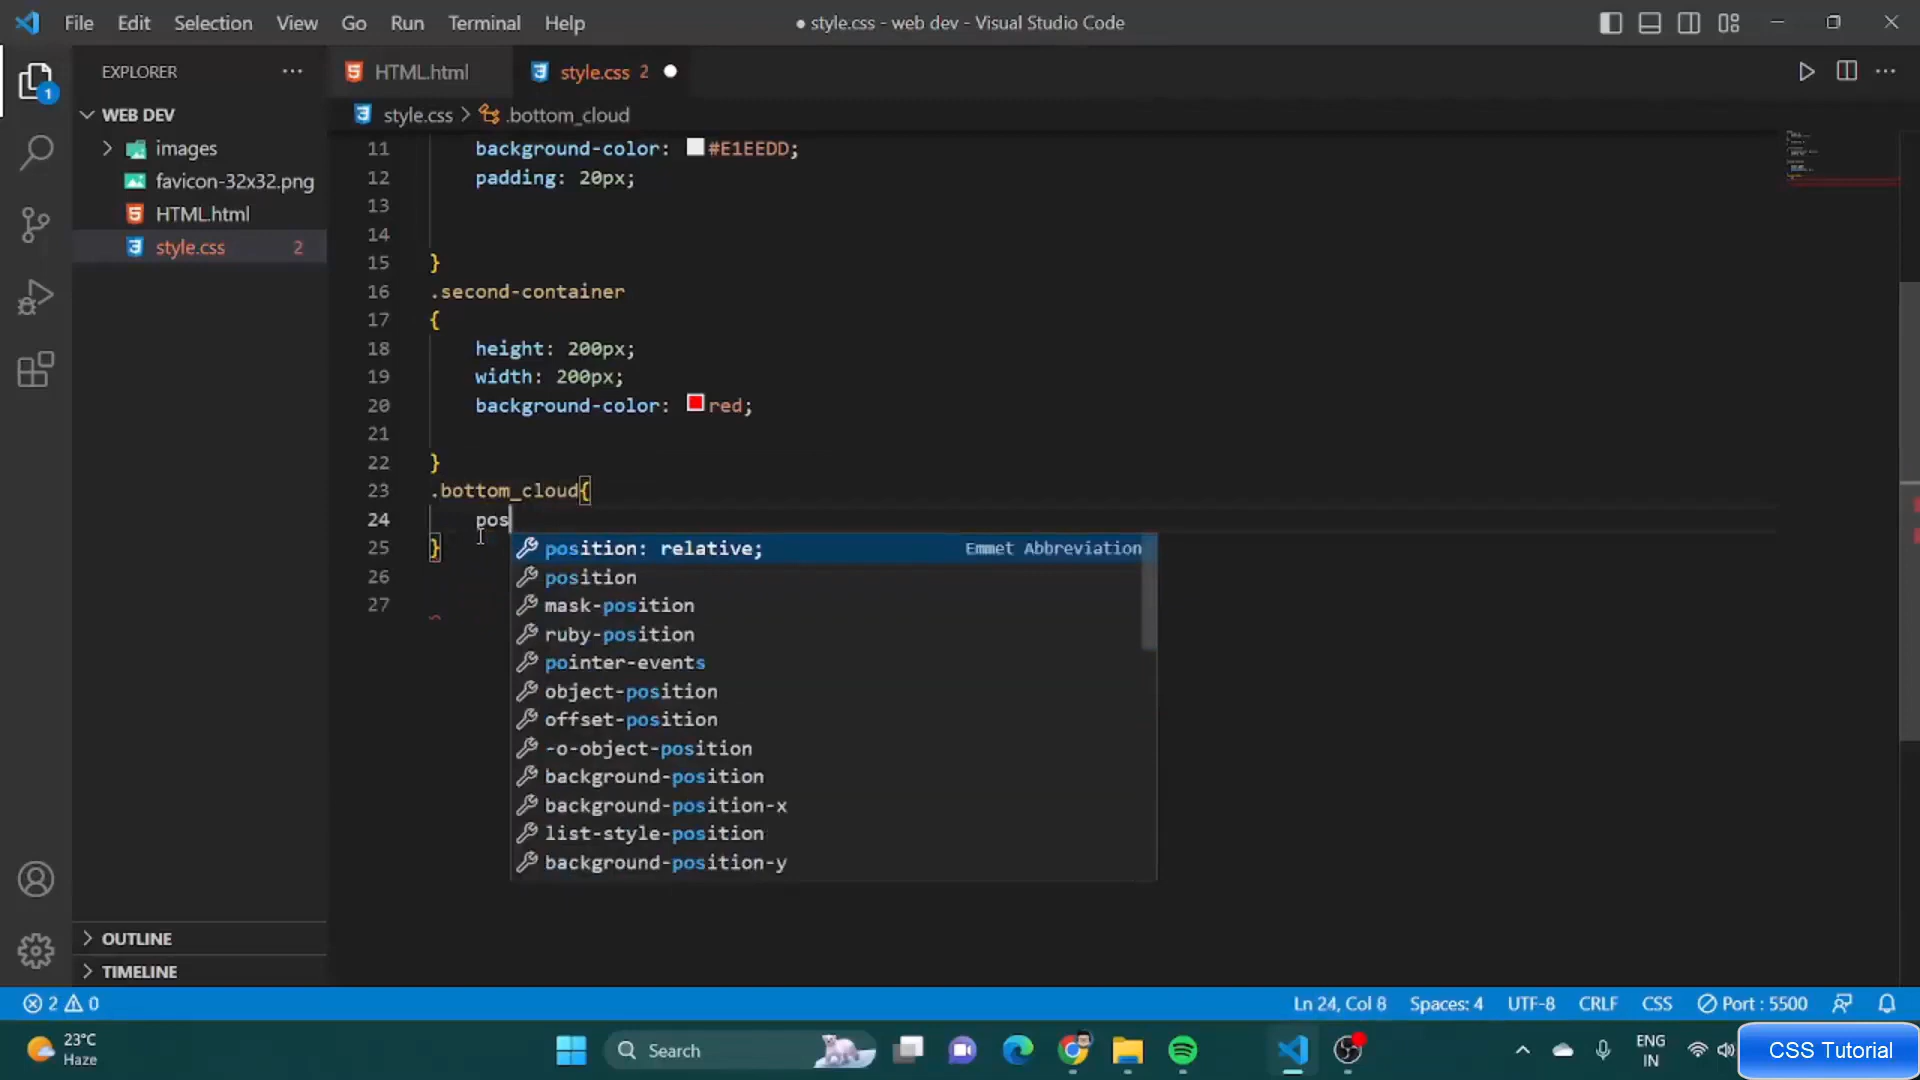 File Edit Selection View Go Run Terminal Help
● style.css - web dev - Visual Studio Code
EXPLORER
HTML.html
style.css 2
WEB DEV
style.css > .bottom_cloud
images
favicon-32x32.png
HTML.html
style.css 2
1
11 background-color: #E1EEDD;
12 padding: 20px;
13
14
15 }
16 .second-container
17 {
18 height: 200px;
19 width: 200px;
20 background-color: red;
21
22 }
23 .bottom_cloud{
24 pos
25 }
26
27
position: relative; Emmet Abbreviation
position
mask-position
ruby-position
pointer-events
object-position
offset-position
-o-object-position
background-position
background-position-x
list-style-position
background-position-y
OUTLINE
TIMELINE
2 0
Ln 24, Col 8 Spaces: 4 UTF-8 CRLF CSS Port : 5500
23°C
Haze
Search
ENG
IN
CSS Tutorial